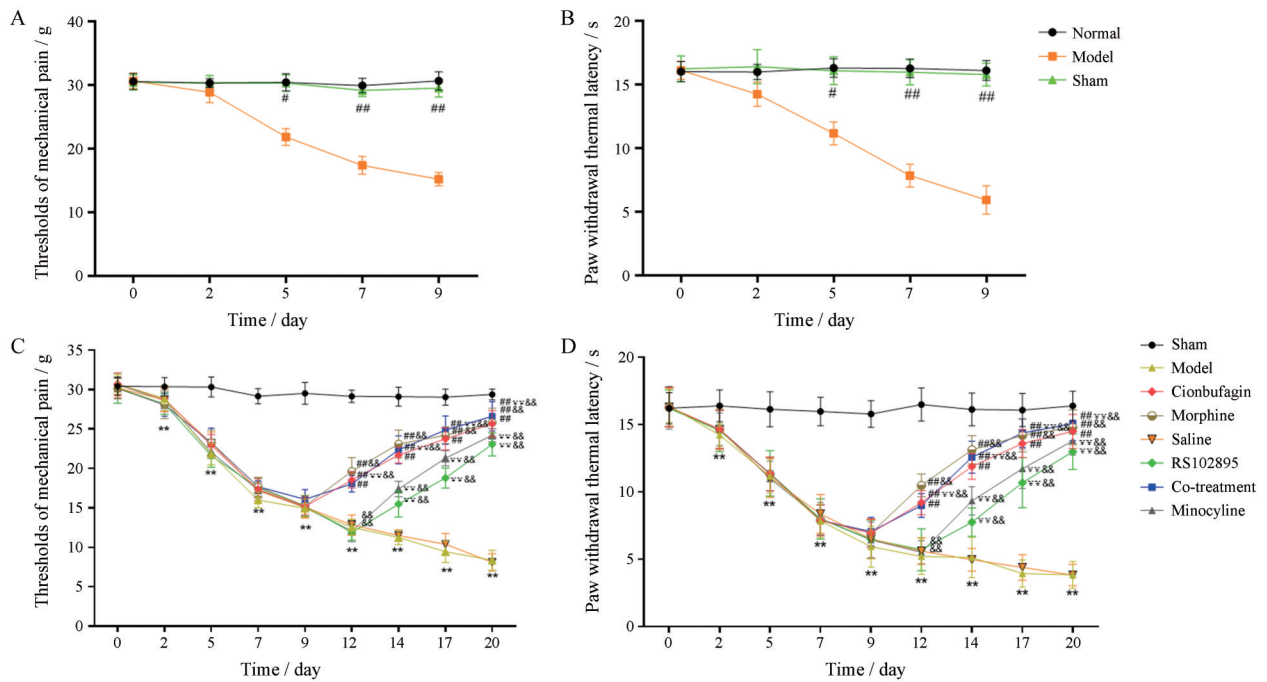 A
Thresholds of mechanical pain / g
40
30
20
10
0
#
##
##
0 2 5 7 9
Time / day
B
Paw withdrawal thermal latency / s
20
15
10
5
0
#
##
##
0 2 5 7 9
Time / day
Normal
Model
Sham
C
Thresholds of mechanical pain / g
35
30
25
20
15
10
5
0
**
**
**
**
**
**
**
**
##&&
##
&&
&&
##&&
##
&&
&&
##
&&
&&
##&&
##
&&
&&
0 2 5 7 9 12 14 17 20
Time / day
D
Paw withdrawal thermal latency / s
20
15
10
5
0
**
**
**
**
**
**
**
**
##&&
##
&&
&&
##&&
##
&&
&&
##&&
##
&&
&&
##&&
##
&&
&&
0 2 5 7 9 12 14 17 20
Time / day
Sham
Model
Cionbufagin
Morphine
Saline
RS102895
Co-treatment
Minocyline